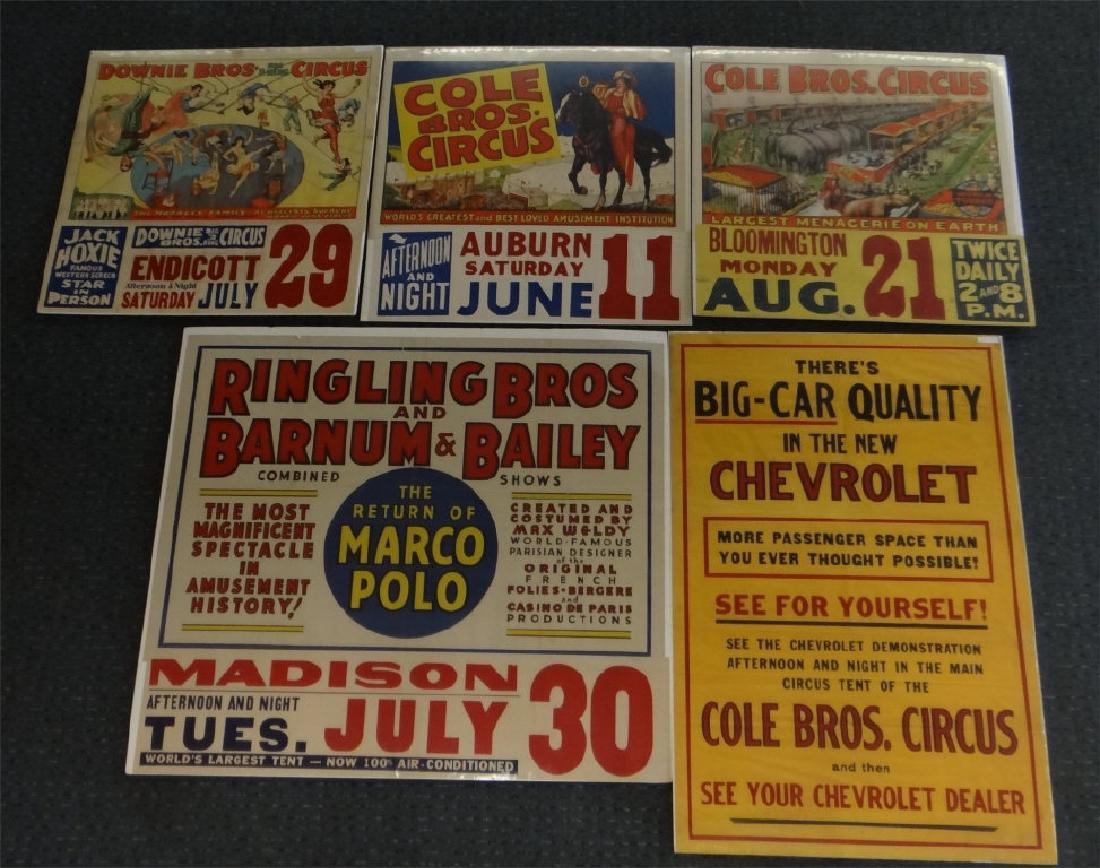 DOWNIE BROS. CIRCUS
JACK
HOXIE
FAMOUS
WESTERN SCREEN
STAR
IN
PERSON
DOWNIE
BROS. CIRCUS
ENDICOTT
Afternoon & Night
SATURDAY JULY 29
COLE
BROS.
CIRCUS
WORLD'S GREATEST and BEST LOVED AMUSEMENT INSTITUTION
AFTERNOON
AND
NIGHT
AUBURN
SATURDAY
JUNE 11
COLE BROS. CIRCUS
LARGEST MENAGERIE ON EARTH
BLOOMINGTON
MONDAY
AUG. 21
TWICE
DAILY
2 AND 8
P.M.
RINGLING BROS
AND
BARNUM & BAILEY
COMBINED SHOWS
THE MOST
MAGNIFICENT
SPECTACLE
IN
AMUSEMENT
HISTORY!
THE
RETURN OF
MARCO
POLO
CREATED AND
COSTUMED BY
MAX WELDY
WORLD-FAMOUS
PARISIAN DESIGNER
of the
ORIGINAL
FRENCH
FOLIES-BERGERE
and
CASINO DE PARIS
PRODUCTIONS
MADISON
AFTERNOON AND NIGHT
TUES. JULY 30
WORLD'S LARGEST TENT — NOW 100% AIR-CONDITIONED
THERE'S
BIG-CAR QUALITY
IN THE NEW
CHEVROLET
MORE PASSENGER SPACE THAN
YOU EVER THOUGHT POSSIBLE!
SEE FOR YOURSELF!
SEE THE CHEVROLET DEMONSTRATION
AFTERNOON AND NIGHT IN THE MAIN
CIRCUS TENT OF THE
COLE BROS. CIRCUS
and then
SEE YOUR CHEVROLET DEALER